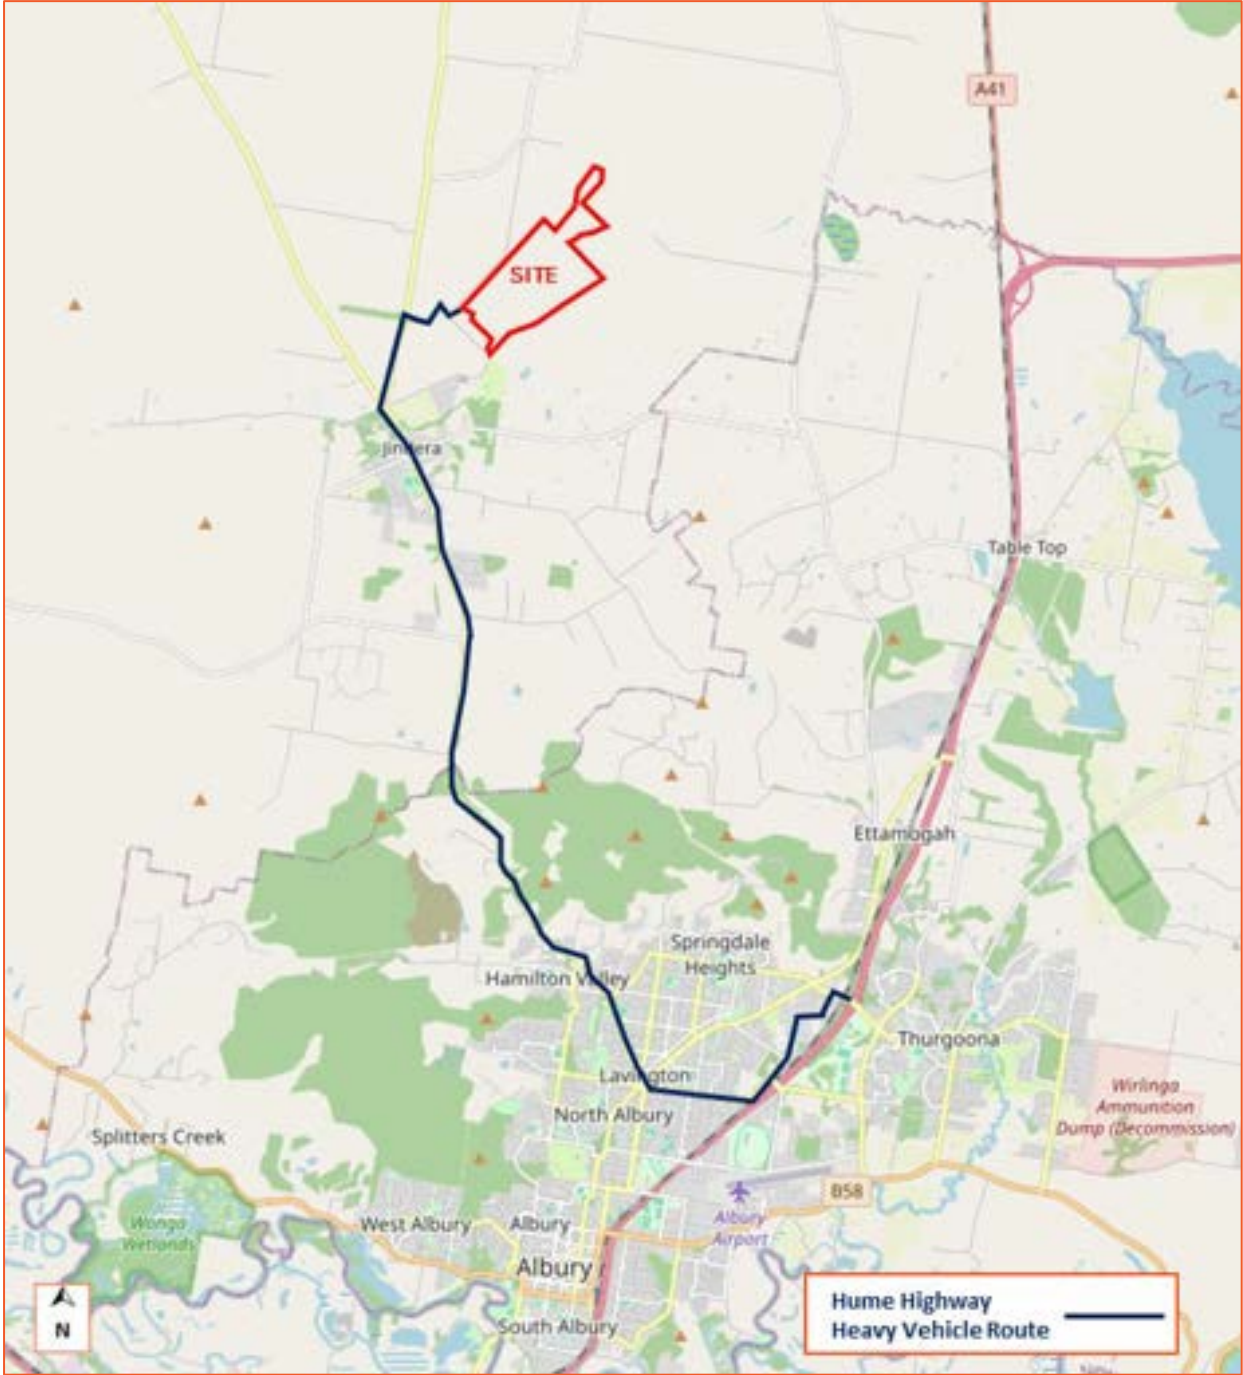 A41
SITE
Jindera
Table Top
Ettamogah
Springdale
Heights
Hamilton Valley
Thurgoona
Lavington
North Albury
Wirlinga
Ammunition
Dump (Decommission)
Splitters Creek
B58
Wonga
Wetlands
West Albury
Albury
Albury
Airport
Albury
South Albury
N
Hume Highway
Heavy Vehicle Route